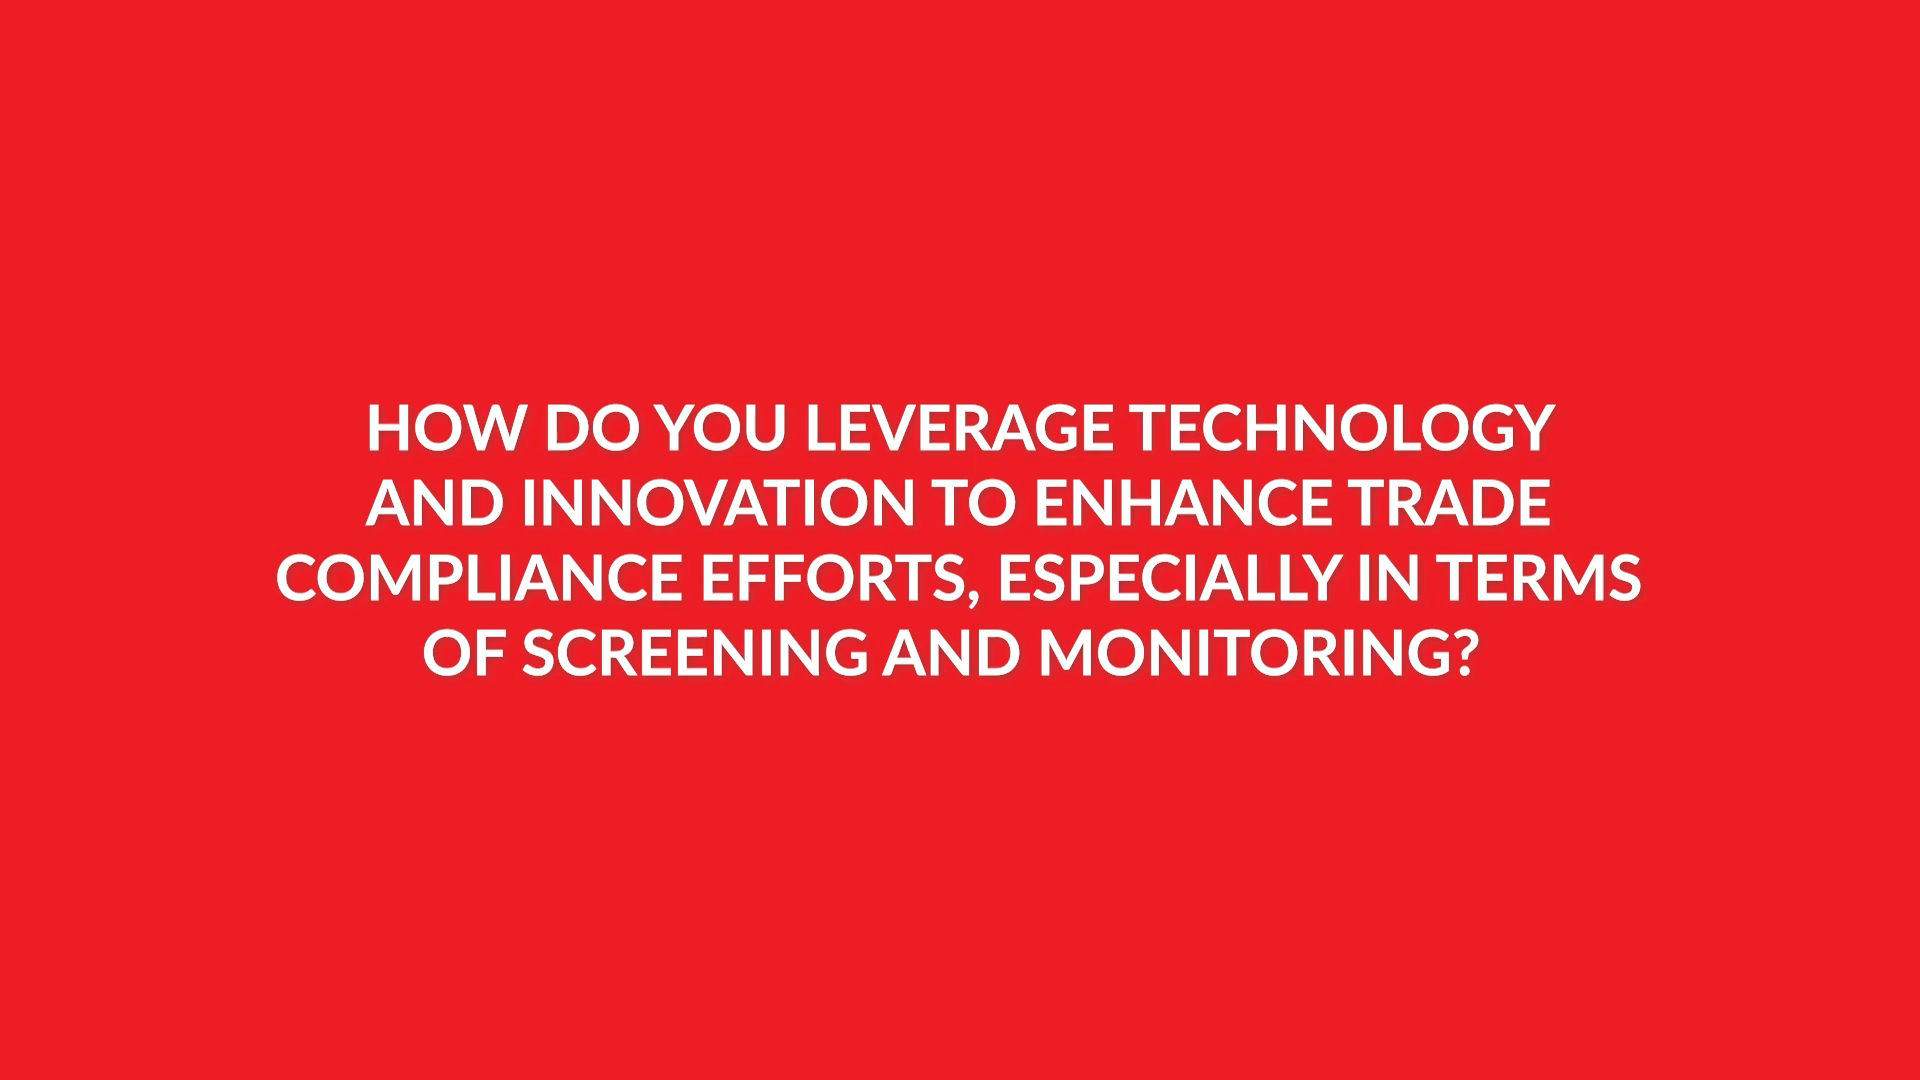 HOW DO YOU LEVERAGE TECHNOLOGY
AND INNOVATION TO ENHANCE TRADE
COMPLIANCE EFFORTS, ESPECIALLY IN TERMS
OF SCREENING AND MONITORING?